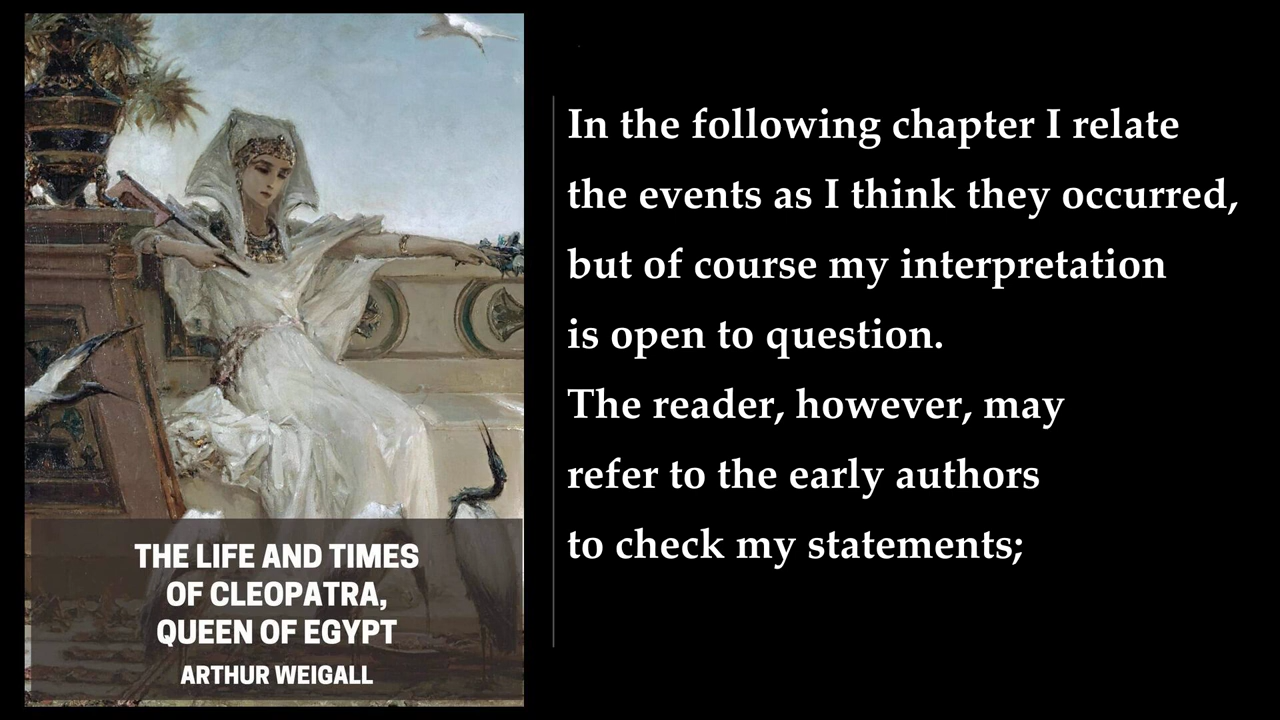 THE LIFE AND TIMES
OF CLEOPATRA,
QUEEN OF EGYPT
ARTHUR WEIGALL
In the following chapter I relate
the events as I think they occurred,
but of course my interpretation
is open to question.
The reader, however, may
refer to the early authors
to check my statements;